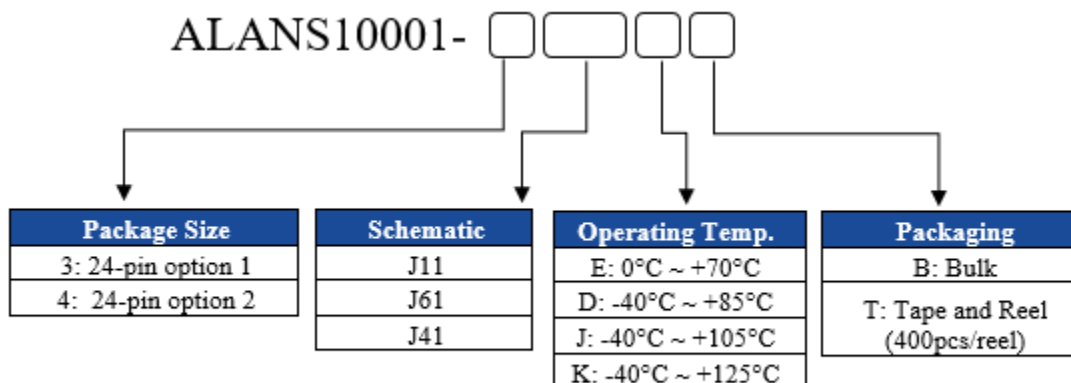 ALANS10001-
Package Size
3: 24-pin option 1
4: 24-pin option 2
Schematic
J11
J61
J41
Operating Temp.
E: 0°C ~ +70°C
D: -40°C ~ +85°C
J: -40°C ~ +105°C
K: -40°C ~ +125°C
Packaging
B: Bulk
T: Tape and Reel
(400pcs/reel)